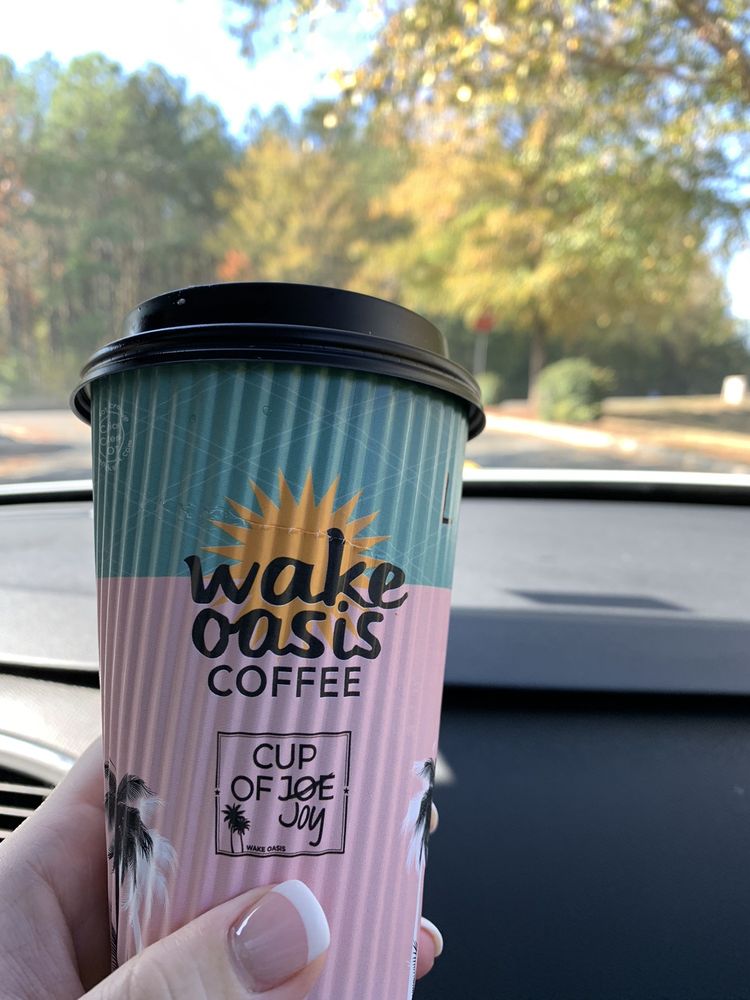 wake
oasis
COFFEE
CUP
OF JOE
Joy
WAKE OASIS